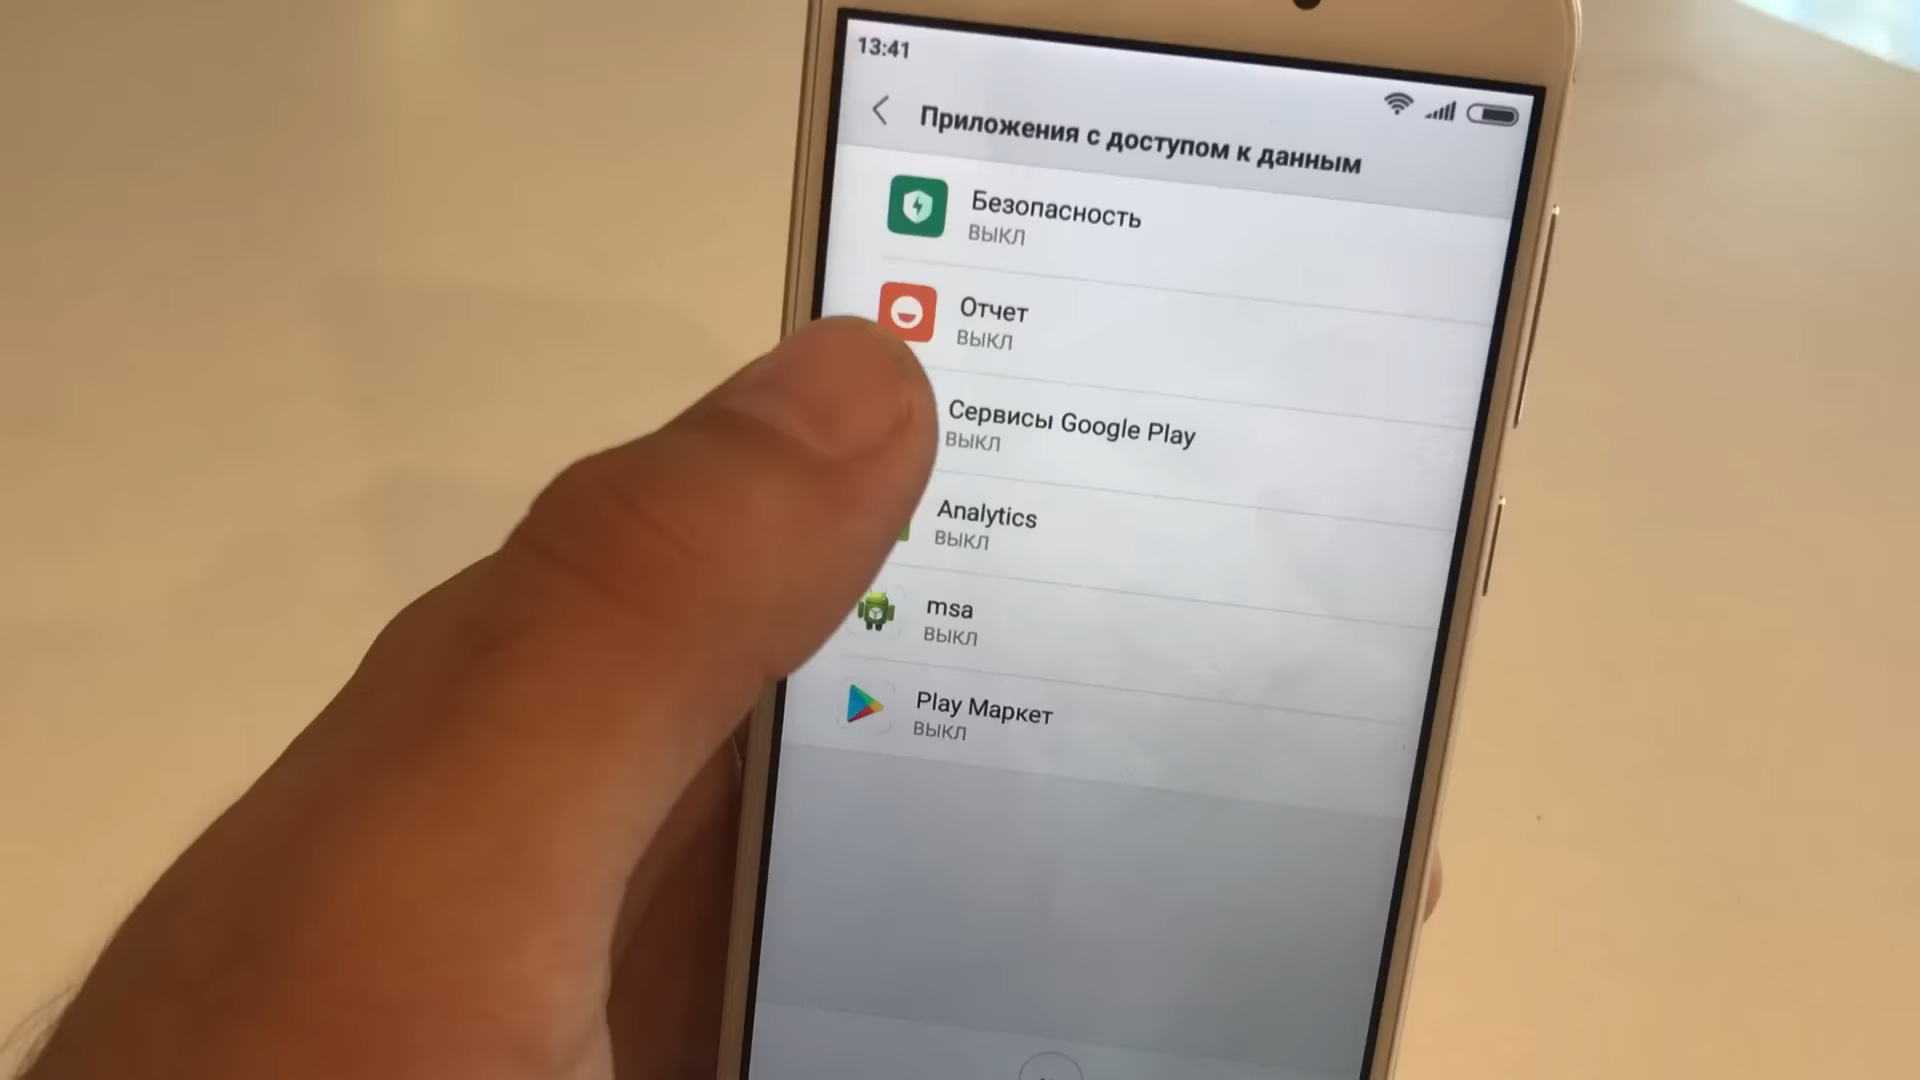 13:41
Приложения с доступом к данным
Безопасность
ВЫКЛ
Отчет
ВЫКЛ
Сервисы Google Play
ВЫКЛ
Analytics
ВЫКЛ
msa
ВЫКЛ
Play Маркет
ВЫКЛ